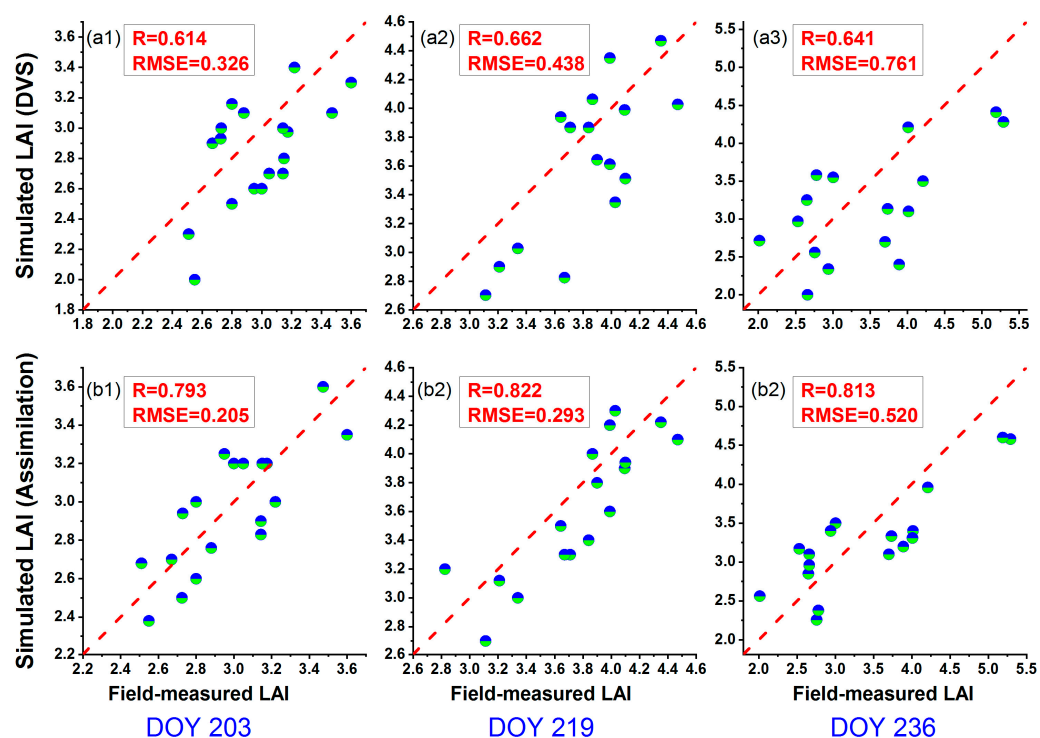 Simulated LAI (DVS)
(a1)
R=0.614
RMSE=0.326
3.6
3.4
3.2
3.0
2.8
2.6
2.4
2.2
2.0
1.8
1.8 2.0 2.2 2.4 2.6 2.8 3.0 3.2 3.4 3.6
(a2)
R=0.662
RMSE=0.438
4.6
4.4
4.2
4.0
3.8
3.6
3.4
3.2
3.0
2.8
2.6
2.6 2.8 3.0 3.2 3.4 3.6 3.8 4.0 4.2 4.4 4.6
(a3)
R=0.641
RMSE=0.761
5.5
5.0
4.5
4.0
3.5
3.0
2.5
2.0
2.0 2.5 3.0 3.5 4.0 4.5 5.0 5.5
Simulated LAI (Assimilation)
(b1)
R=0.793
RMSE=0.205
3.6
3.4
3.2
3.0
2.8
2.6
2.4
2.2
2.2 2.4 2.6 2.8 3.0 3.2 3.4 3.6
Field-measured LAI
DOY 203
(b2)
R=0.822
RMSE=0.293
4.6
4.4
4.2
4.0
3.8
3.6
3.4
3.2
3.0
2.8
2.6
2.6 2.8 3.0 3.2 3.4 3.6 3.8 4.0 4.2 4.4 4.6
Field-measured LAI
DOY 219
(b2)
R=0.813
RMSE=0.520
5.5
5.0
4.5
4.0
3.5
3.0
2.5
2.0
2.0 2.5 3.0 3.5 4.0 4.5 5.0 5.5
Field-measured LAI
DOY 236